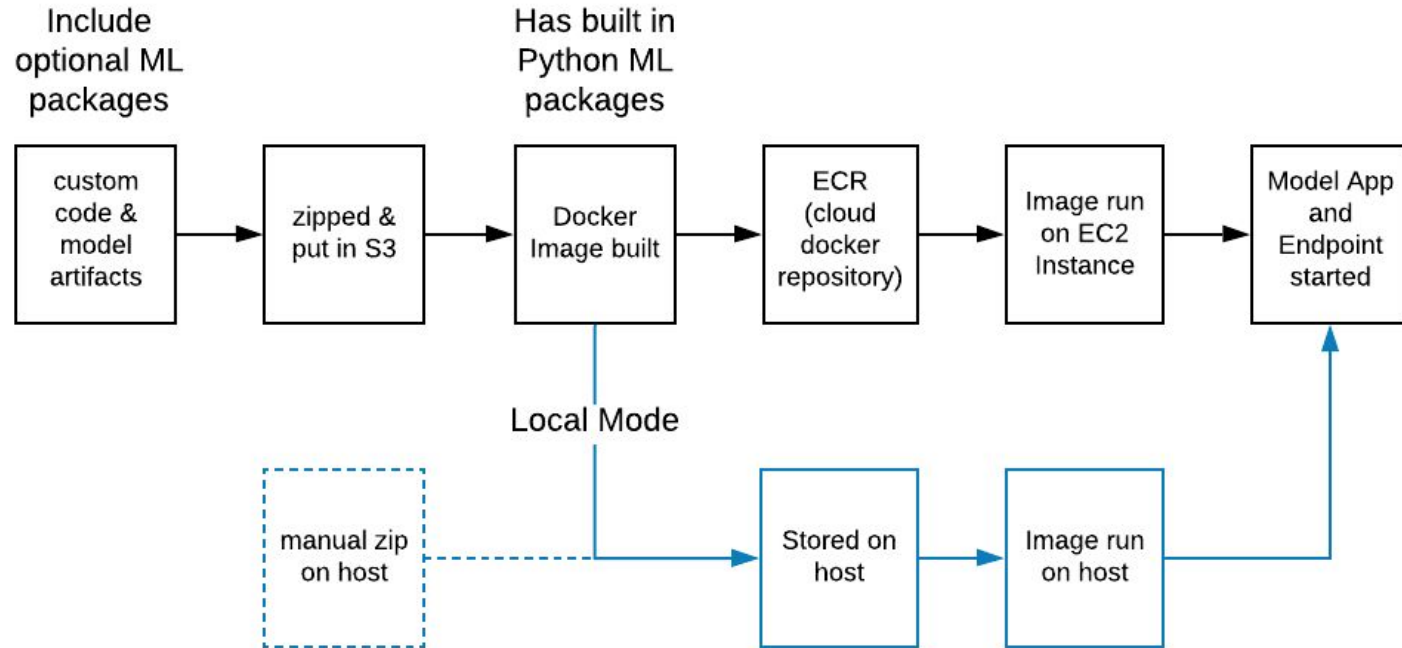 Include
optional ML
packages
Has built in
Python ML
packages
custom
code &
model
artifacts
zipped &
put in S3
Docker
Image built
ECR
(cloud
docker
repository)
Image run
on EC2
Instance
Model App
and
Endpoint
started
Local Mode
manual zip
on host
Stored on
host
Image run
on host